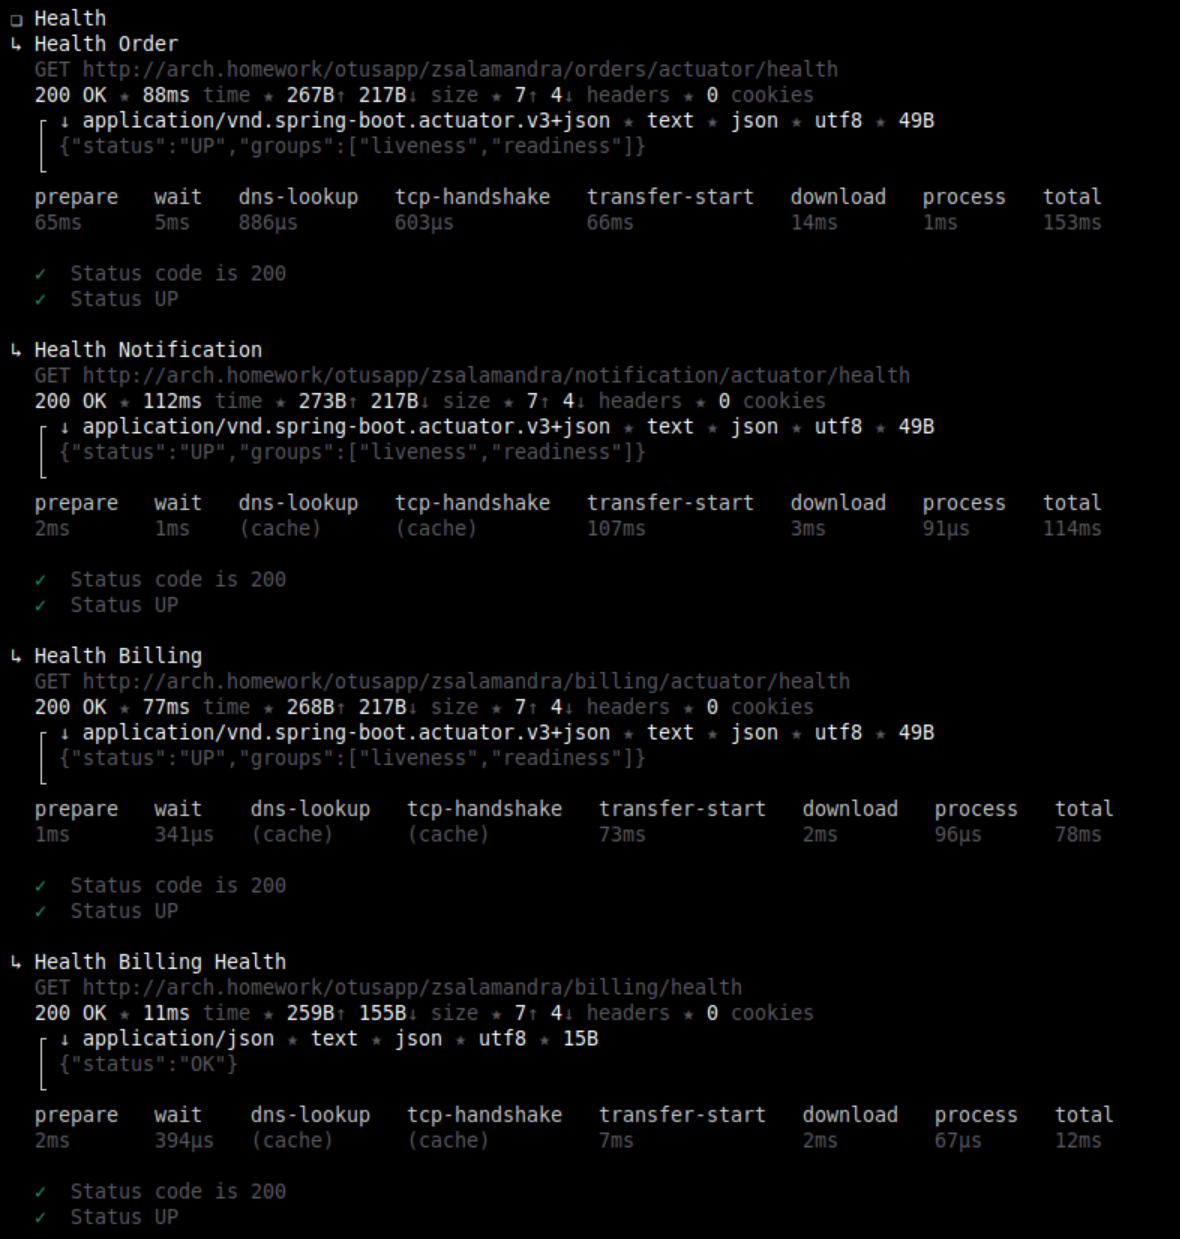 ❏ Health
↳ Health Order
GET http://arch.homework/otusapp/zsalamandra/orders/actuator/health
200 OK ★ 88ms time ★ 267B↑ 217B↓ size ★ 7↑ 4↓ headers ★ 0 cookies
↓ application/vnd.spring-boot.actuator.v3+json ★ text ★ json ★ utf8 ★ 49B
{"status":"UP","groups":["liveness","readiness"]}
prepare wait dns-lookup tcp-handshake transfer-start download process total
65ms 5ms 886µs 603µs 66ms 14ms 1ms 153ms
✓ Status code is 200
✓ Status UP
↳ Health Notification
GET http://arch.homework/otusapp/zsalamandra/notification/actuator/health
200 OK ★ 112ms time ★ 273B↑ 217B↓ size ★ 7↑ 4↓ headers ★ 0 cookies
↓ application/vnd.spring-boot.actuator.v3+json ★ text ★ json ★ utf8 ★ 49B
{"status":"UP","groups":["liveness","readiness"]}
prepare wait dns-lookup tcp-handshake transfer-start download process total
2ms 1ms (cache) (cache) 107ms 3ms 91µs 114ms
✓ Status code is 200
✓ Status UP
↳ Health Billing
GET http://arch.homework/otusapp/zsalamandra/billing/actuator/health
200 OK ★ 77ms time ★ 268B↑ 217B↓ size ★ 7↑ 4↓ headers ★ 0 cookies
↓ application/vnd.spring-boot.actuator.v3+json ★ text ★ json ★ utf8 ★ 49B
{"status":"UP","groups":["liveness","readiness"]}
prepare wait dns-lookup tcp-handshake transfer-start download process total
1ms 341µs (cache) (cache) 73ms 2ms 96µs 78ms
✓ Status code is 200
✓ Status UP
↳ Health Billing Health
GET http://arch.homework/otusapp/zsalamandra/billing/health
200 OK ★ 11ms time ★ 259B↑ 155B↓ size ★ 7↑ 4↓ headers ★ 0 cookies
↓ application/json ★ text ★ json ★ utf8 ★ 15B
{"status":"OK"}
prepare wait dns-lookup tcp-handshake transfer-start download process total
2ms 394µs (cache) (cache) 7ms 2ms 67µs 12ms
✓ Status code is 200
✓ Status UP